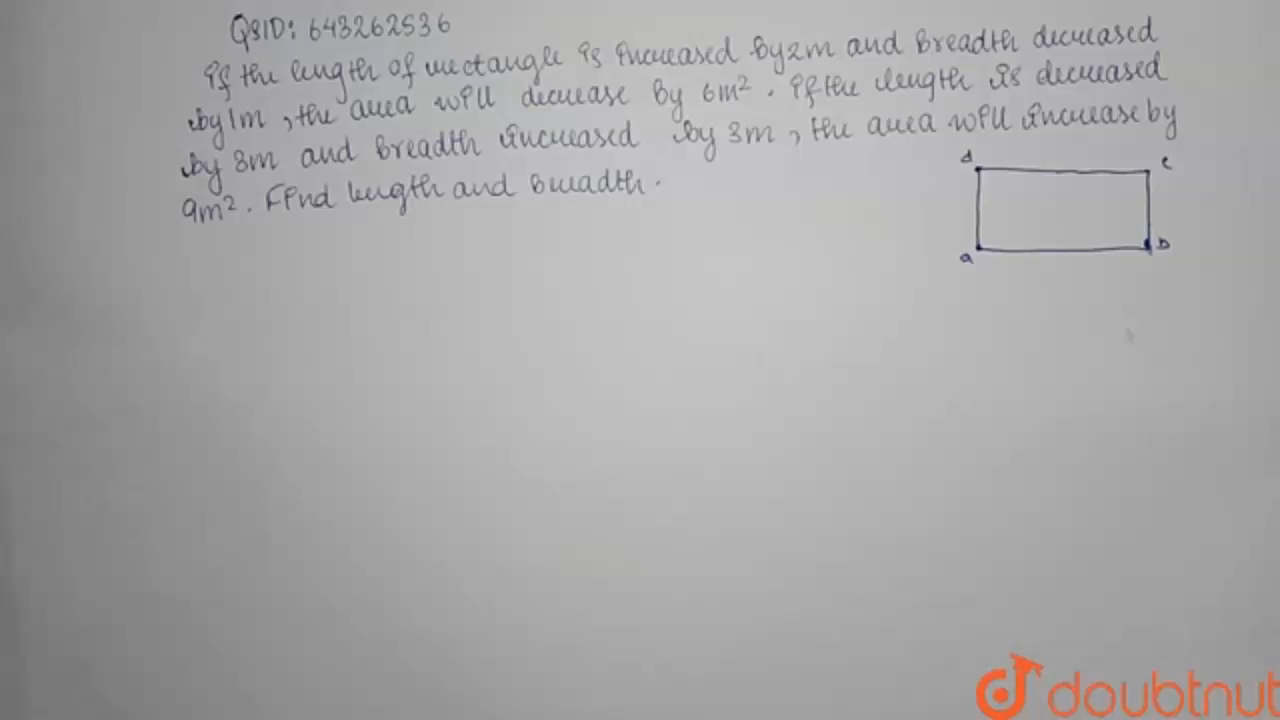 QSID: 643262536
If the length of rectangle is increased by 2m and breadth decreased
by 1m, the area will decrease by 6m². If the length is decreased
by 3m and breadth increased by 3m, the area will increase by
9m². Find length and breadth.
d c
a b
doubtnut